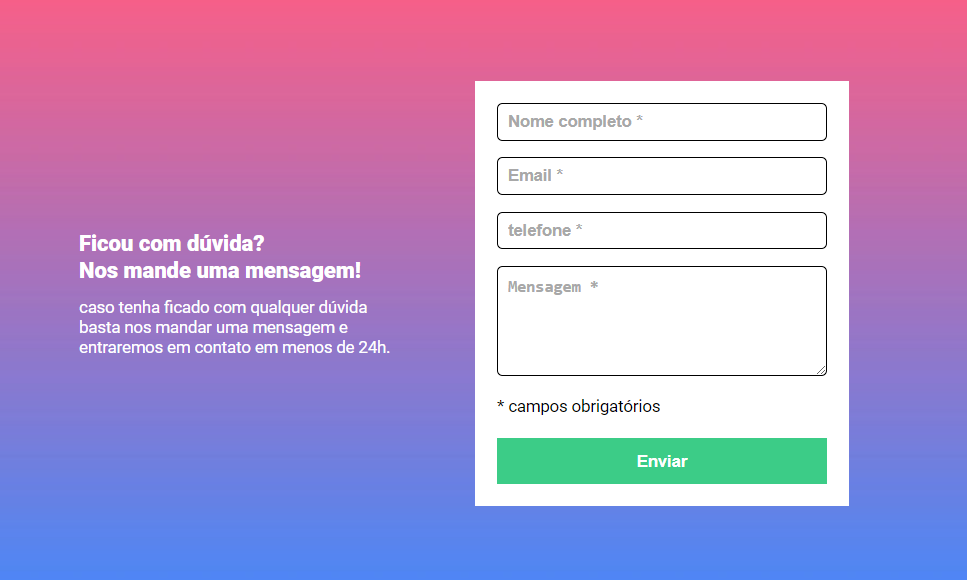 Ficou com dúvida?
Nos mande uma mensagem!
caso tenha ficado com qualquer dúvida
basta nos mandar uma mensagem e
entraremos em contato em menos de 24h.
Nome completo *
Email *
telefone *
Mensagem *
* campos obrigatórios
Enviar